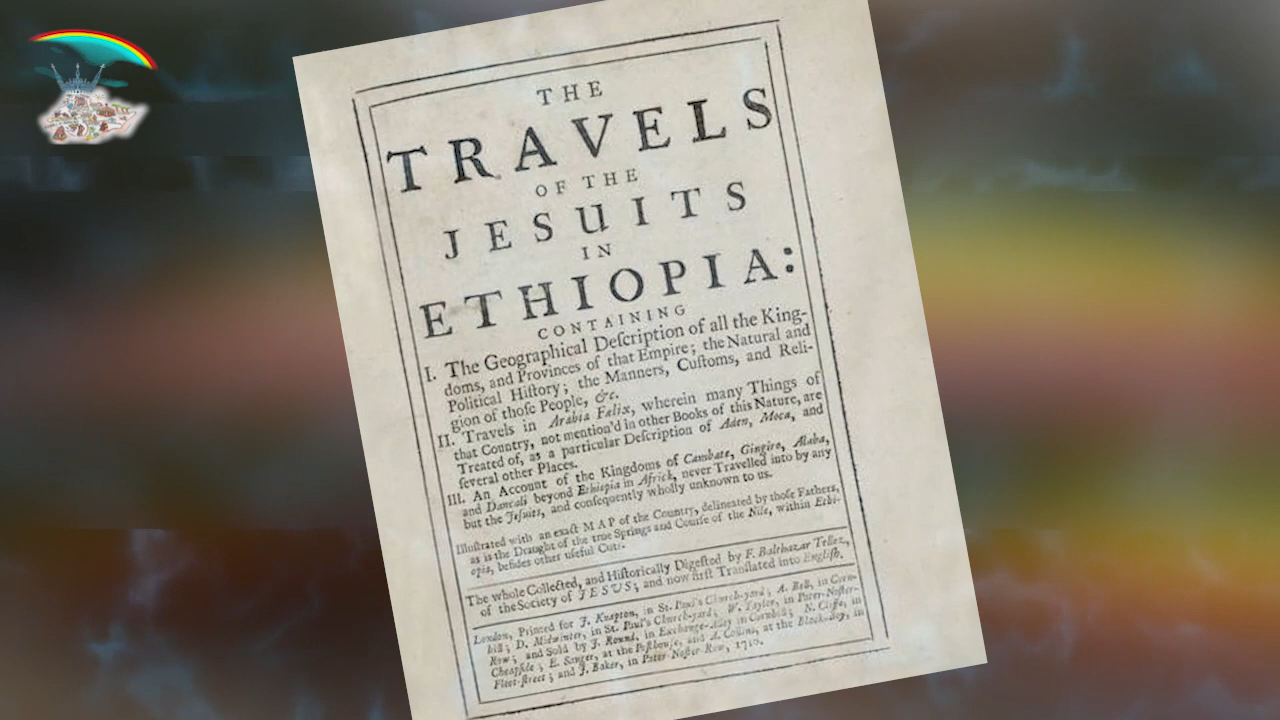 THE
TRAVELS
OF THE
JESUITS
IN
ETHIOPIA:
CONTAINING
I. The Geographical Deſcription of all the King-
doms, and Provinces of that Empire; the Natural and
Political Hiſtory; the Manners, Cuſtoms, and Reli-
gion of thoſe People, &c.
II. Travels in Arabia Fælix, wherein many Things of
that Country, not mention'd in other Books of this Nature, are
Treated of, as a particular Deſcription of Aden, Moca, and
ſeveral other Places.
III. An Account of the Kingdoms of Cambate, Gingiro, Alaba,
and Dancali beyond Ethiopia in Africk, never Travelled into by any
but the Jeſuits, and conſequently wholly unknown to us.
Illuſtrated with an exact MAP of the Country, delineated by thoſe Fathers,
as is the Draught of the true Springs and Courſe of the Nile, within Ethi-
opia, beſides other uſeful Cuts.
The whole Collected, and Hiſtorically Digeſted by F. Balthazar Tellez,
of the Society of JESUS; and now firſt Tranſlated into Engliſh.
London, Printed for J. Knapton, in St. Paul's Church-yard; A. Bell, in Corn-
hill; D. Midwinter, in St. Paul's Church-yard; W. Taylor, in Pater-Noſter-
Row; and Sold by J. Round, in Exchange-Alley in Cornhill; N. Cliffe, in
Cheapſide; E. Sanger, at the Poſthouſe, and A. Collins, at the Black-Boy, in
Fleet-ſtreet; and J. Baker, in Pater-Noſter-Row, 1710.